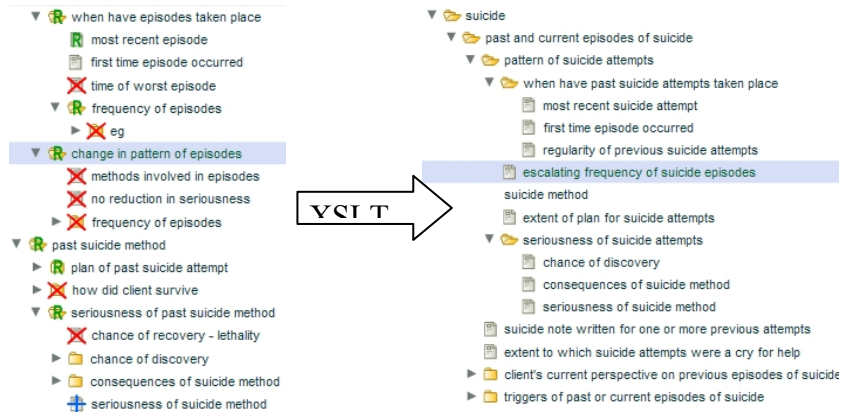 when have episodes taken place
most recent episode
first time episode occurred
time of worst episode
frequency of episodes
eg
change in pattern of episodes
methods involved in episodes
no reduction in seriousness
frequency of episodes
past suicide method
plan of past suicide attempt
how did client survive
seriousness of past suicide method
chance of recovery - lethality
chance of discovery
consequences of suicide method
seriousness of suicide method
XSLT
suicide
past and current episodes of suicide
pattern of suicide attempts
when have past suicide attempts taken place
most recent suicide attempt
first time episode occurred
regularity of previous suicide attempts
escalating frequency of suicide episodes
suicide method
extent of plan for suicide attempts
seriousness of suicide attempts
chance of discovery
consequences of suicide method
seriousness of suicide method
suicide note written for one or more previous attempts
extent to which suicide attempts were a cry for help
client's current perspective on previous episodes of suicide
triggers of past or current episodes of suicide